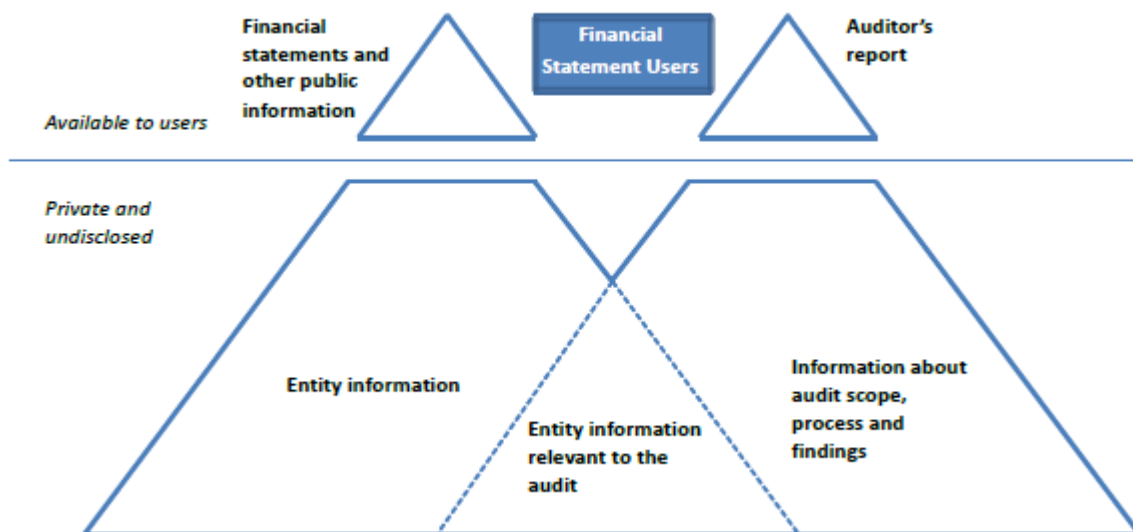 Financial
statements and
other public
information
Financial
Statement Users
Auditor's
report
Available to users
Private and
undisclosed
Entity information
Entity information
relevant to the
audit
Information about
audit scope,
process and
findings